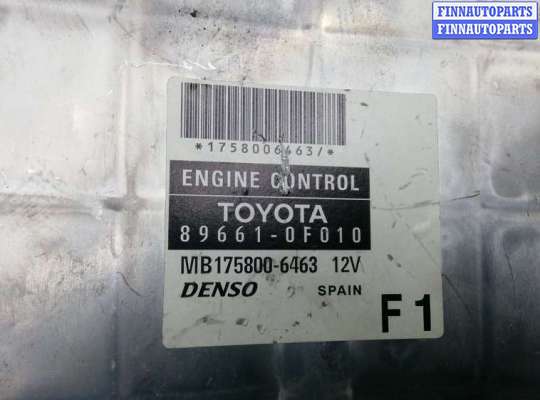 FINNAUTOPARTS
FINNAUTOPARTS
*1758006463/*
ENGINE CONTROL
TOYOTA
89661-0F010
MB175800-6463 12V
DENSO SPAIN
F1